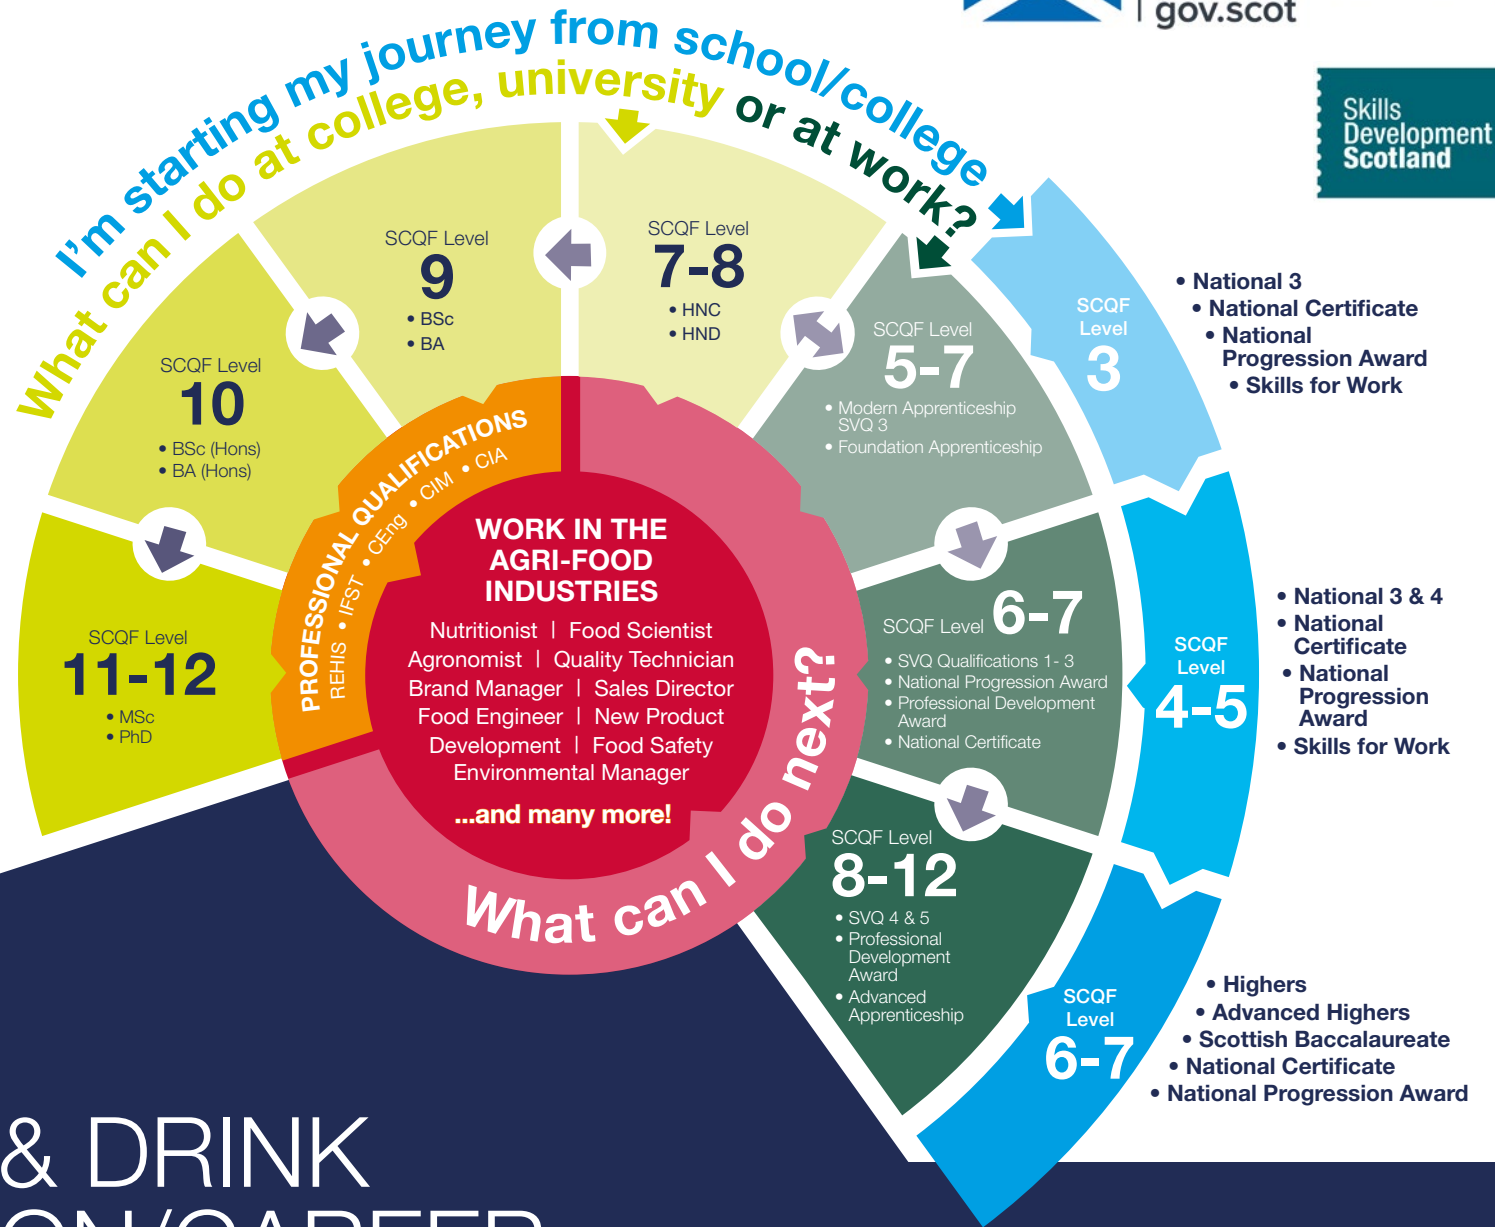 gov.scot
Skills
Development
Scotland
I'm starting my journey from school/college
What can I do at college, university or at work?
SCQF Level
11-12
• MSc
• PhD
SCQF Level
10
• BSc (Hons)
• BA (Hons)
SCQF Level
9
• BSc
• BA
SCQF Level
7-8
• HNC
• HND
SCQF Level
5-7
• Modern Apprenticeship
SVQ 3
• Foundation Apprenticeship
SCQF Level 6-7
• SVQ Qualifications 1- 3
• National Progression Award
• Professional Development
Award
• National Certificate
SCQF Level
8-12
• SVQ 4 & 5
• Professional
Development
Award
• Advanced
Apprenticeship
SCQF
Level
3
• National 3
• National Certificate
• National
Progression Award
• Skills for Work
SCQF
Level
4-5
• National 3 & 4
• National
Certificate
• National
Progression
Award
• Skills for Work
SCQF
Level
6-7
• Highers
• Advanced Highers
• Scottish Baccalaureate
• National Certificate
• National Progression Award
PROFESSIONAL QUALIFICATIONS
REHIS • IFST • CEng • CIM • CIA
WORK IN THE
AGRI-FOOD
INDUSTRIES
Nutritionist | Food Scientist
Agronomist | Quality Technician
Brand Manager | Sales Director
Food Engineer | New Product
Development | Food Safety
Environmental Manager
...and many more!
What can I do next?
& DRINK
ON/CAREER